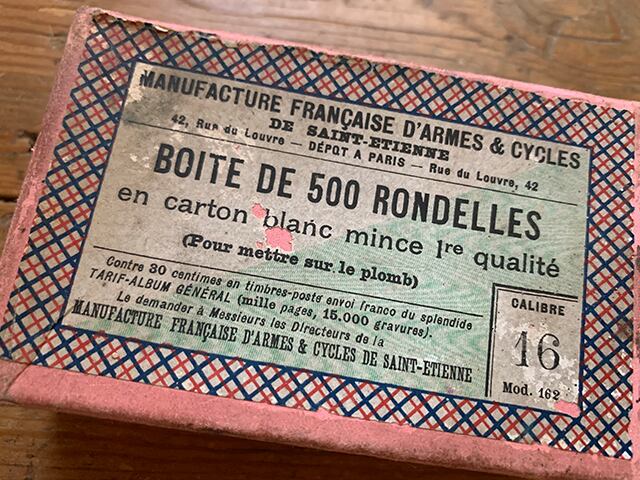 MANUFACTURE FRANÇAISE D'ARMES & CYCLES
DE SAINT-ETIENNE
42, Rue du Louvre — DÉPOT A PARIS — Rue du Louvre, 42
BOITE DE 500 RONDELLES
en carton blanc mince 1re qualité
(Pour mettre sur le plomb)
Contre 30 centimes en timbres-poste envoi franco du splendide
TARIF-ALBUM GÉNÉRAL (mille pages, 15.000 gravures).
Le demander à Messieurs les Directeurs de la
MANUFACTURE FRANÇAISE D'ARMES & CYCLES DE SAINT-ETIENNE
CALIBRE
16
Mod. 162